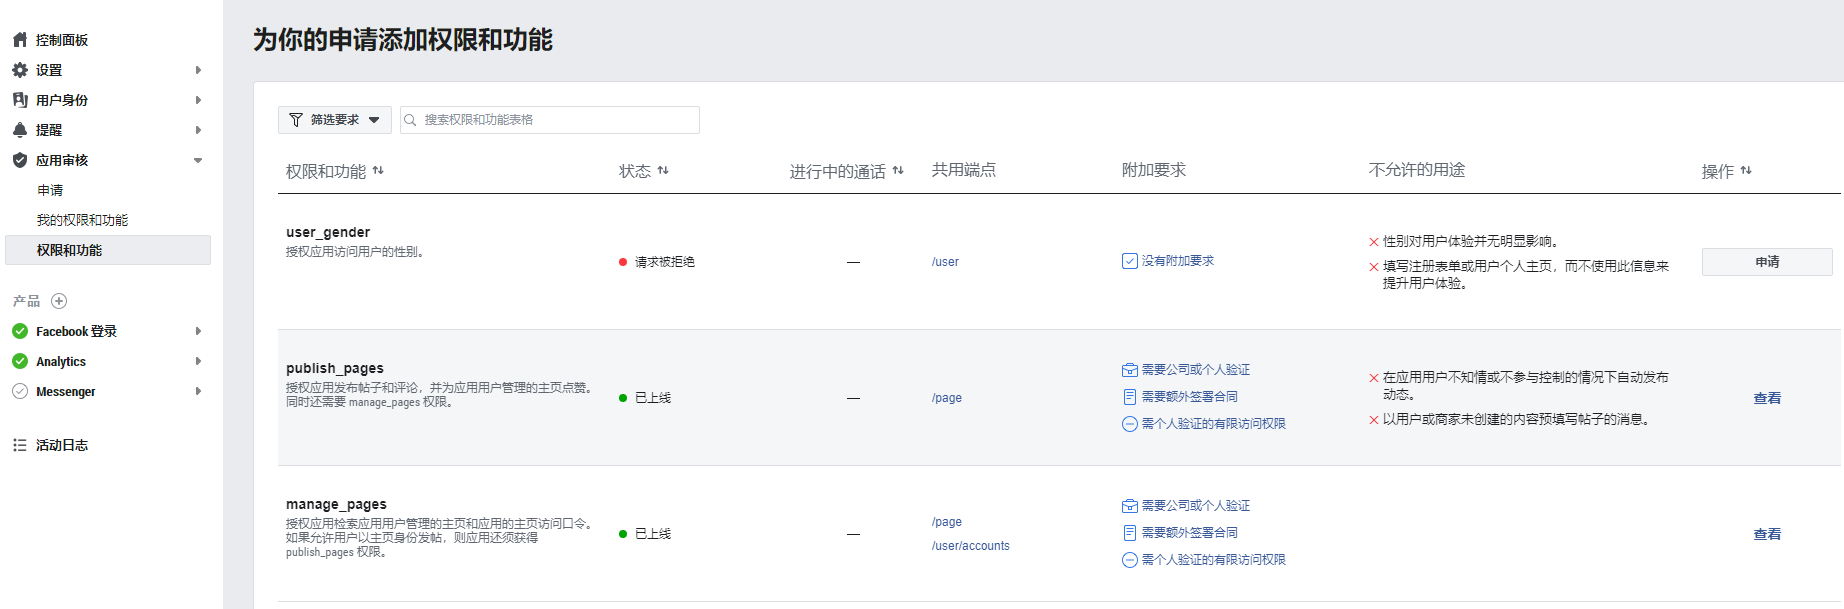 控制面板
设置
用户身份
提醒
应用审核
申请
我的权限和功能
权限和功能
产品
Facebook 登录
Analytics
Messenger
活动日志
为你的申请添加权限和功能
筛选要求
搜索权限和功能表格
权限和功能
状态
进行中的通话
共用端点
附加要求
不允许的用途
操作
user_gender
授权应用访问用户的性别。
请求被拒绝
—
/user
没有附加要求
性别对用户体验并无明显影响。
填写注册表单或用户个人主页，而不使用此信息来
提升用户体验。
申请
publish_pages
授权应用发布帖子和评论，并为应用用户管理的主页点赞。
同时还需要 manage_pages 权限。
已上线
—
/page
需要公司或个人验证
需要额外签署合同
需个人验证的有限访问权限
在应用用户不知情或不参与控制的情况下自动发布
动态。
以用户或商家未创建的内容预填写帖子的消息。
查看
manage_pages
授权应用检索应用用户管理的主页和应用的主页访问口令。
如果允许用户以主页身份发帖，则应用还须获得
publish_pages 权限。
已上线
—
/page
/user/accounts
需要公司或个人验证
需要额外签署合同
需个人验证的有限访问权限
查看